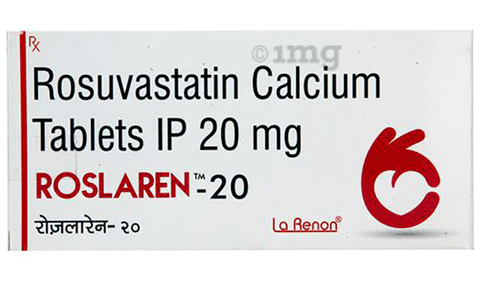 Rx
©1mg
Rosuvastatin Calcium
Tablets IP 20 mg
ROSLAREN™-20
रोज़लारेन- २०
La Renon®